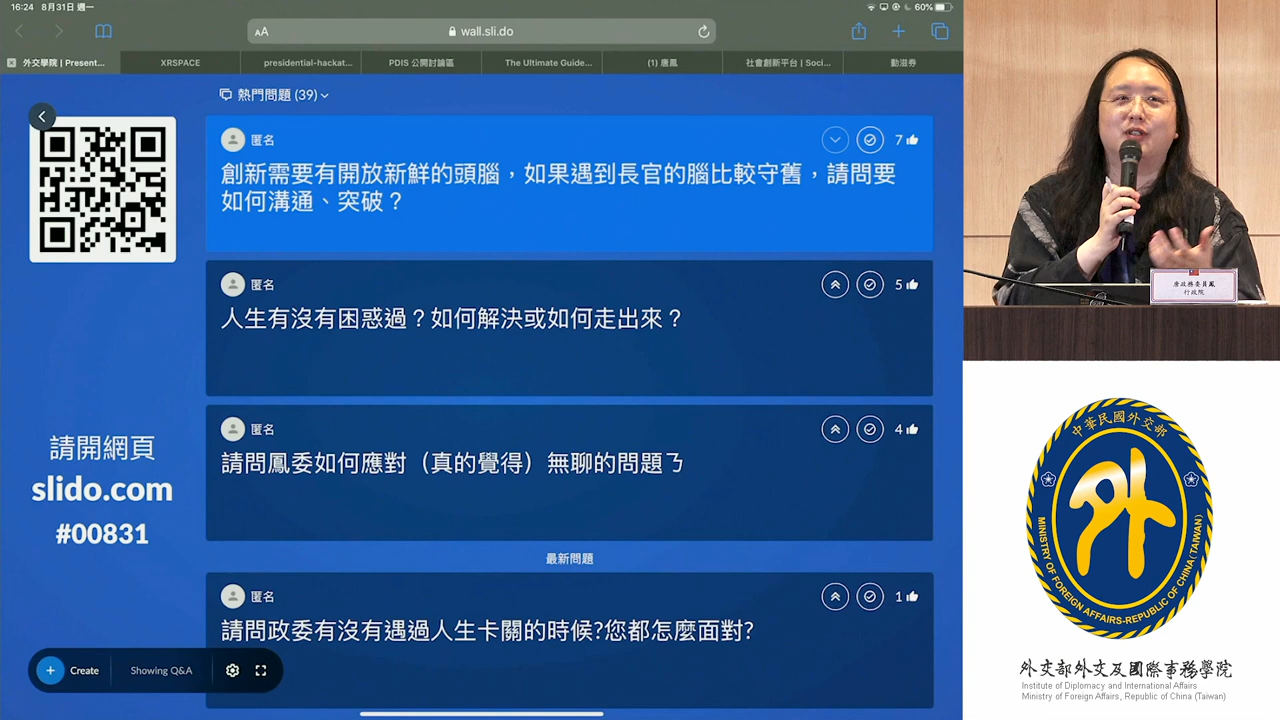 16:24 8月31日 週一
60%
AA
wall.sli.do
外交學院 | Present...
XRSPACE
presidential-hackat...
PDIS 公開討論區
The Ultimate Guide...
(1) 唐鳳
社會創新平台 | Soci...
動滋券
熱門問題 (39)
匿名
7
創新需要有開放新鮮的頭腦，如果遇到長官的腦比較守舊，請問要
如何溝通、突破？
匿名
5
人生有沒有困惑過？如何解決或如何走出來？
匿名
4
請問鳳委如何應對（真的覺得）無聊的問題ㄋ
最新問題
匿名
1
請問政委有沒有遇過人生卡關的時候?您都怎麼面對?
請開網頁
slido.com
#00831
Create
Showing Q&A
唐政務委員鳳
行政院
中華民國外交部
外
MINISTRY OF FOREIGN AFFAIRS-REPUBLIC OF CHINA (TAIWAN)
外交部外交及國際事務學院
Institute of Diplomacy and International Affairs
Ministry of Foreign Affairs, Republic of China (Taiwan)